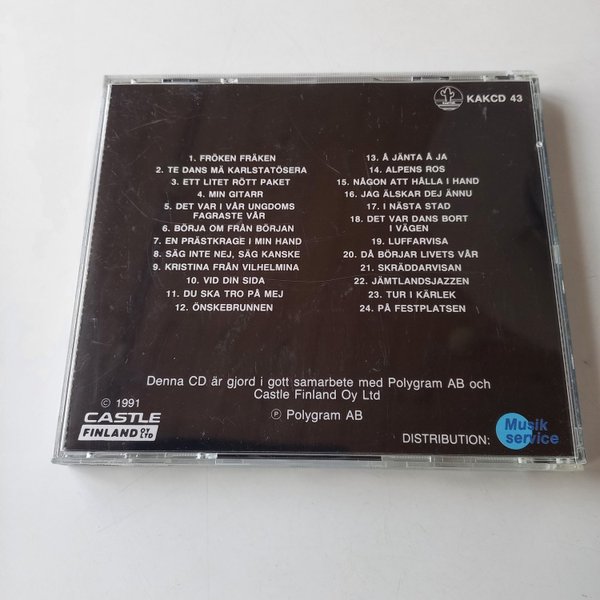 KAKCD 43
1. FRÖKEN FRÄKEN
2. TE DANS MÄ KARLSTATÖSERA
3. ETT LITET RÖTT PAKET
4. MIN GITARR
5. DET VAR I VÅR UNGDOMS
FAGRASTE VÅR
6. BÖRJA OM FRÅN BÖRJAN
7. EN PRÄSTKRAGE I MIN HAND
8. SÄG INTE NEJ, SÄG KANSKE
9. KRISTINA FRÅN VILHELMINA
10. VID DIN SIDA
11. DU SKA TRO PÅ MEJ
12. ÖNSKEBRUNNEN
13. Å JÄNTA Å JA
14. ALPENS ROS
15. NÅGON ATT HÅLLA I HAND
16. JAG ÄLSKAR DEJ ÄNNU
17. I NÄSTA STAD
18. DET VAR DANS BORT
I VÄGEN
19. LUFFARVISA
20. DÅ BÖRJAR LIVETS VÅR
21. SKRÄDDARVISAN
22. JÄMTLANDSJAZZEN
23. TUR I KÄRLEK
24. PÅ FESTPLATSEN
Denna CD är gjord i gott samarbete med Polygram AB och
Castle Finland Oy Ltd
Ⓟ Polygram AB
© 1991
CASTLE
FINLAND OY LTD
DISTRIBUTION:
Musik
service